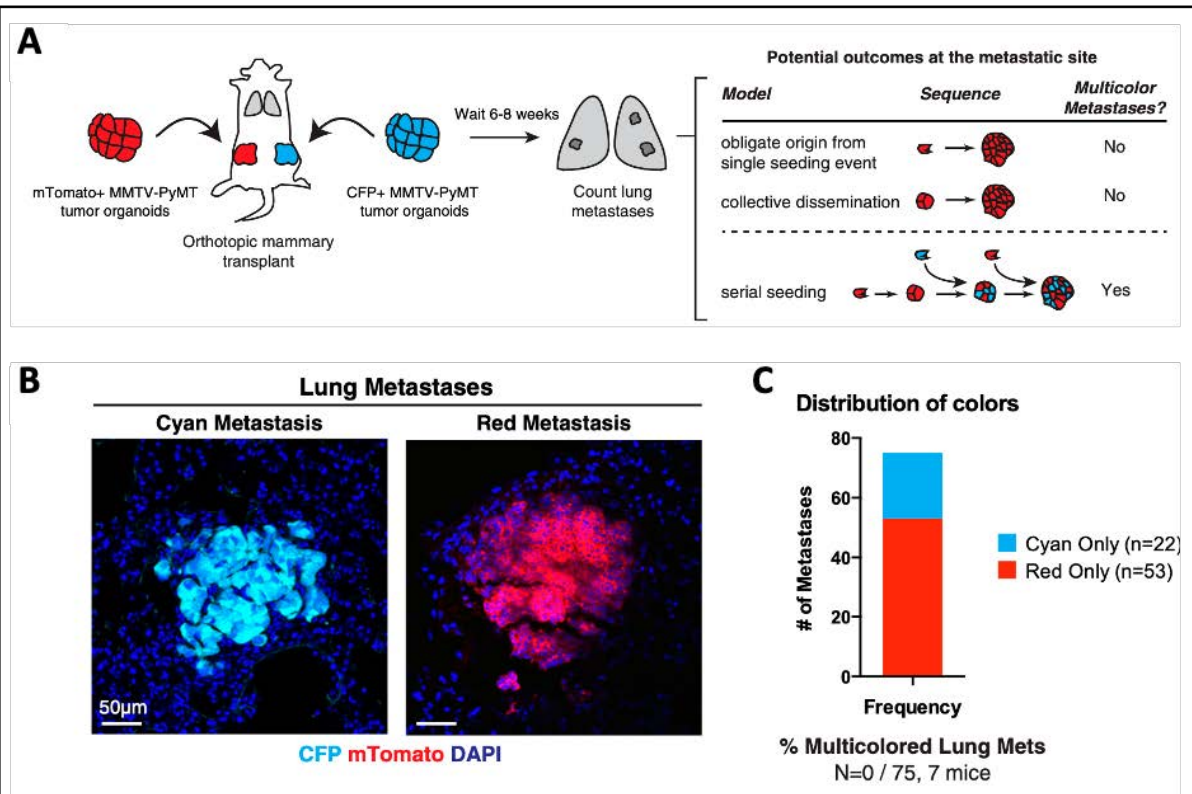 A
mTomato+ MMTV-PyMT
tumor organoids
Orthotopic mammary
transplant
CFP+ MMTV-PyMT
tumor organoids
Wait 6-8 weeks
Count lung
metastases
Potential outcomes at the metastatic site
Model Sequence Multicolor
Metastases?
obligate origin from
single seeding event No
collective dissemination No
serial seeding Yes
B
Lung Metastases
Cyan Metastasis Red Metastasis
50µm
CFP mTomato DAPI
C
Distribution of colors
# of Metastases
80
60
40
20
0
Frequency
Cyan Only (n=22)
Red Only (n=53)
% Multicolored Lung Mets
N=0 / 75, 7 mice